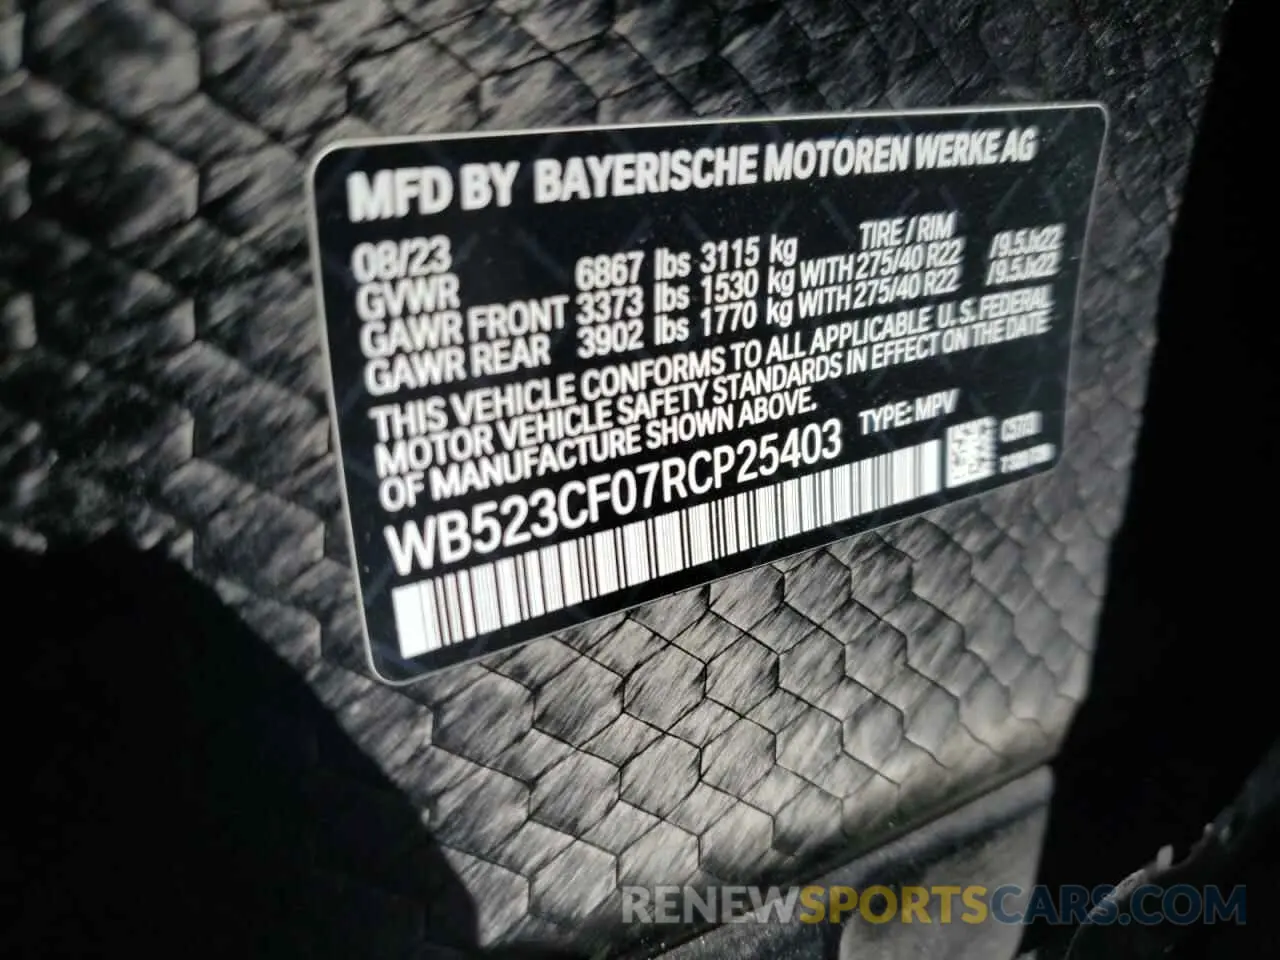 MFD BY BAYERISCHE MOTOREN WERKE AG
08/23 TIRE / RIM
GVWR 6867 lbs 3115 kg
GAWR FRONT 3373 lbs 1530 kg WITH 275/40 R22 /9.5Jx22
GAWR REAR 3902 lbs 1770 kg WITH 275/40 R22 /9.5Jx22
THIS VEHICLE CONFORMS TO ALL APPLICABLE U. S. FEDERAL
MOTOR VEHICLE SAFETY STANDARDS IN EFFECT ON THE DATE
OF MANUFACTURE SHOWN ABOVE.
WB523CF07RCP25403 TYPE: MPV
RENEWSPORTSCARS.COM